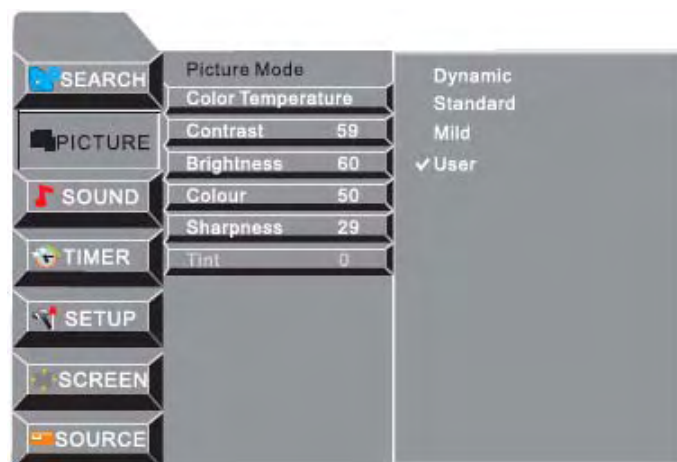 SEARCH
PICTURE
SOUND
TIMER
SETUP
SCREEN
SOURCE
Picture Mode
Color Temperature
Contrast 59
Brightness 60
Colour 50
Sharpness 29
Tint 0
Dynamic
Standard
Mild
✓ User